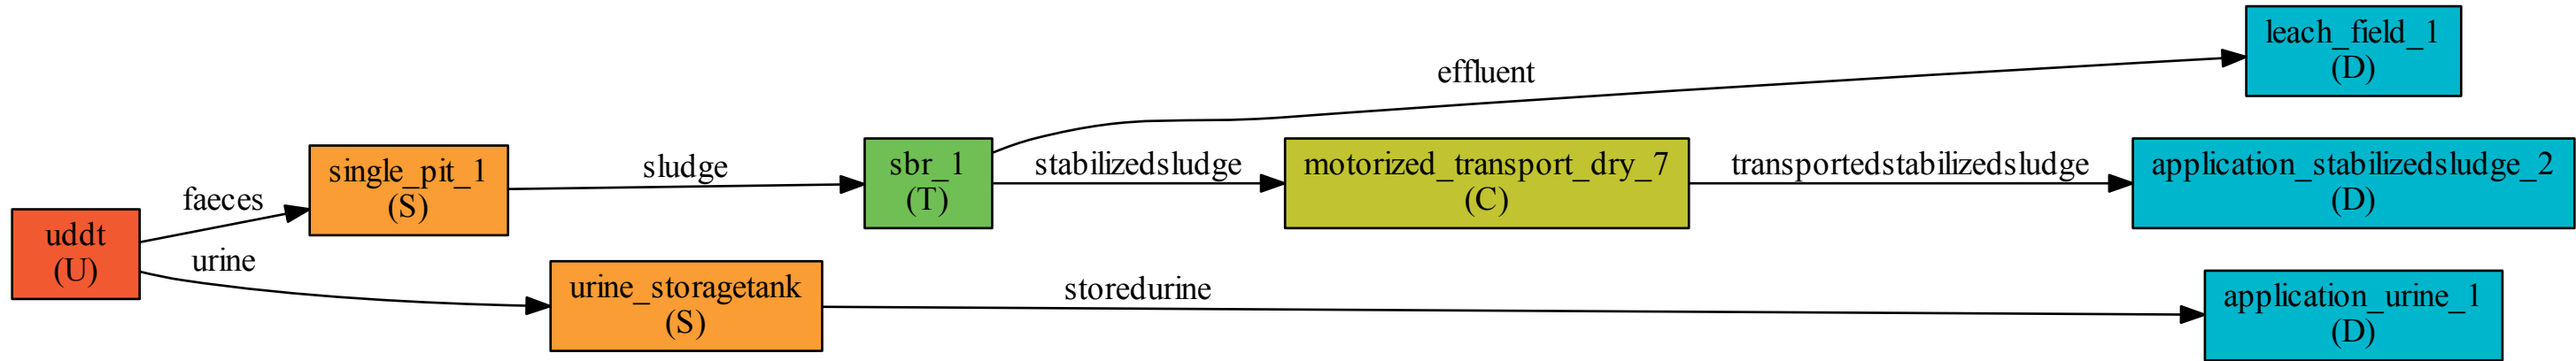 uddt
(U)
faeces
urine
single_pit_1
(S)
urine_storagetank
(S)
sludge
storedurine
sbr_1
(T)
effluent
stabilizedsludge
motorized_transport_dry_7
(C)
transportedstabilizedsludge
leach_field_1
(D)
application_stabilizedsludge_2
(D)
application_urine_1
(D)